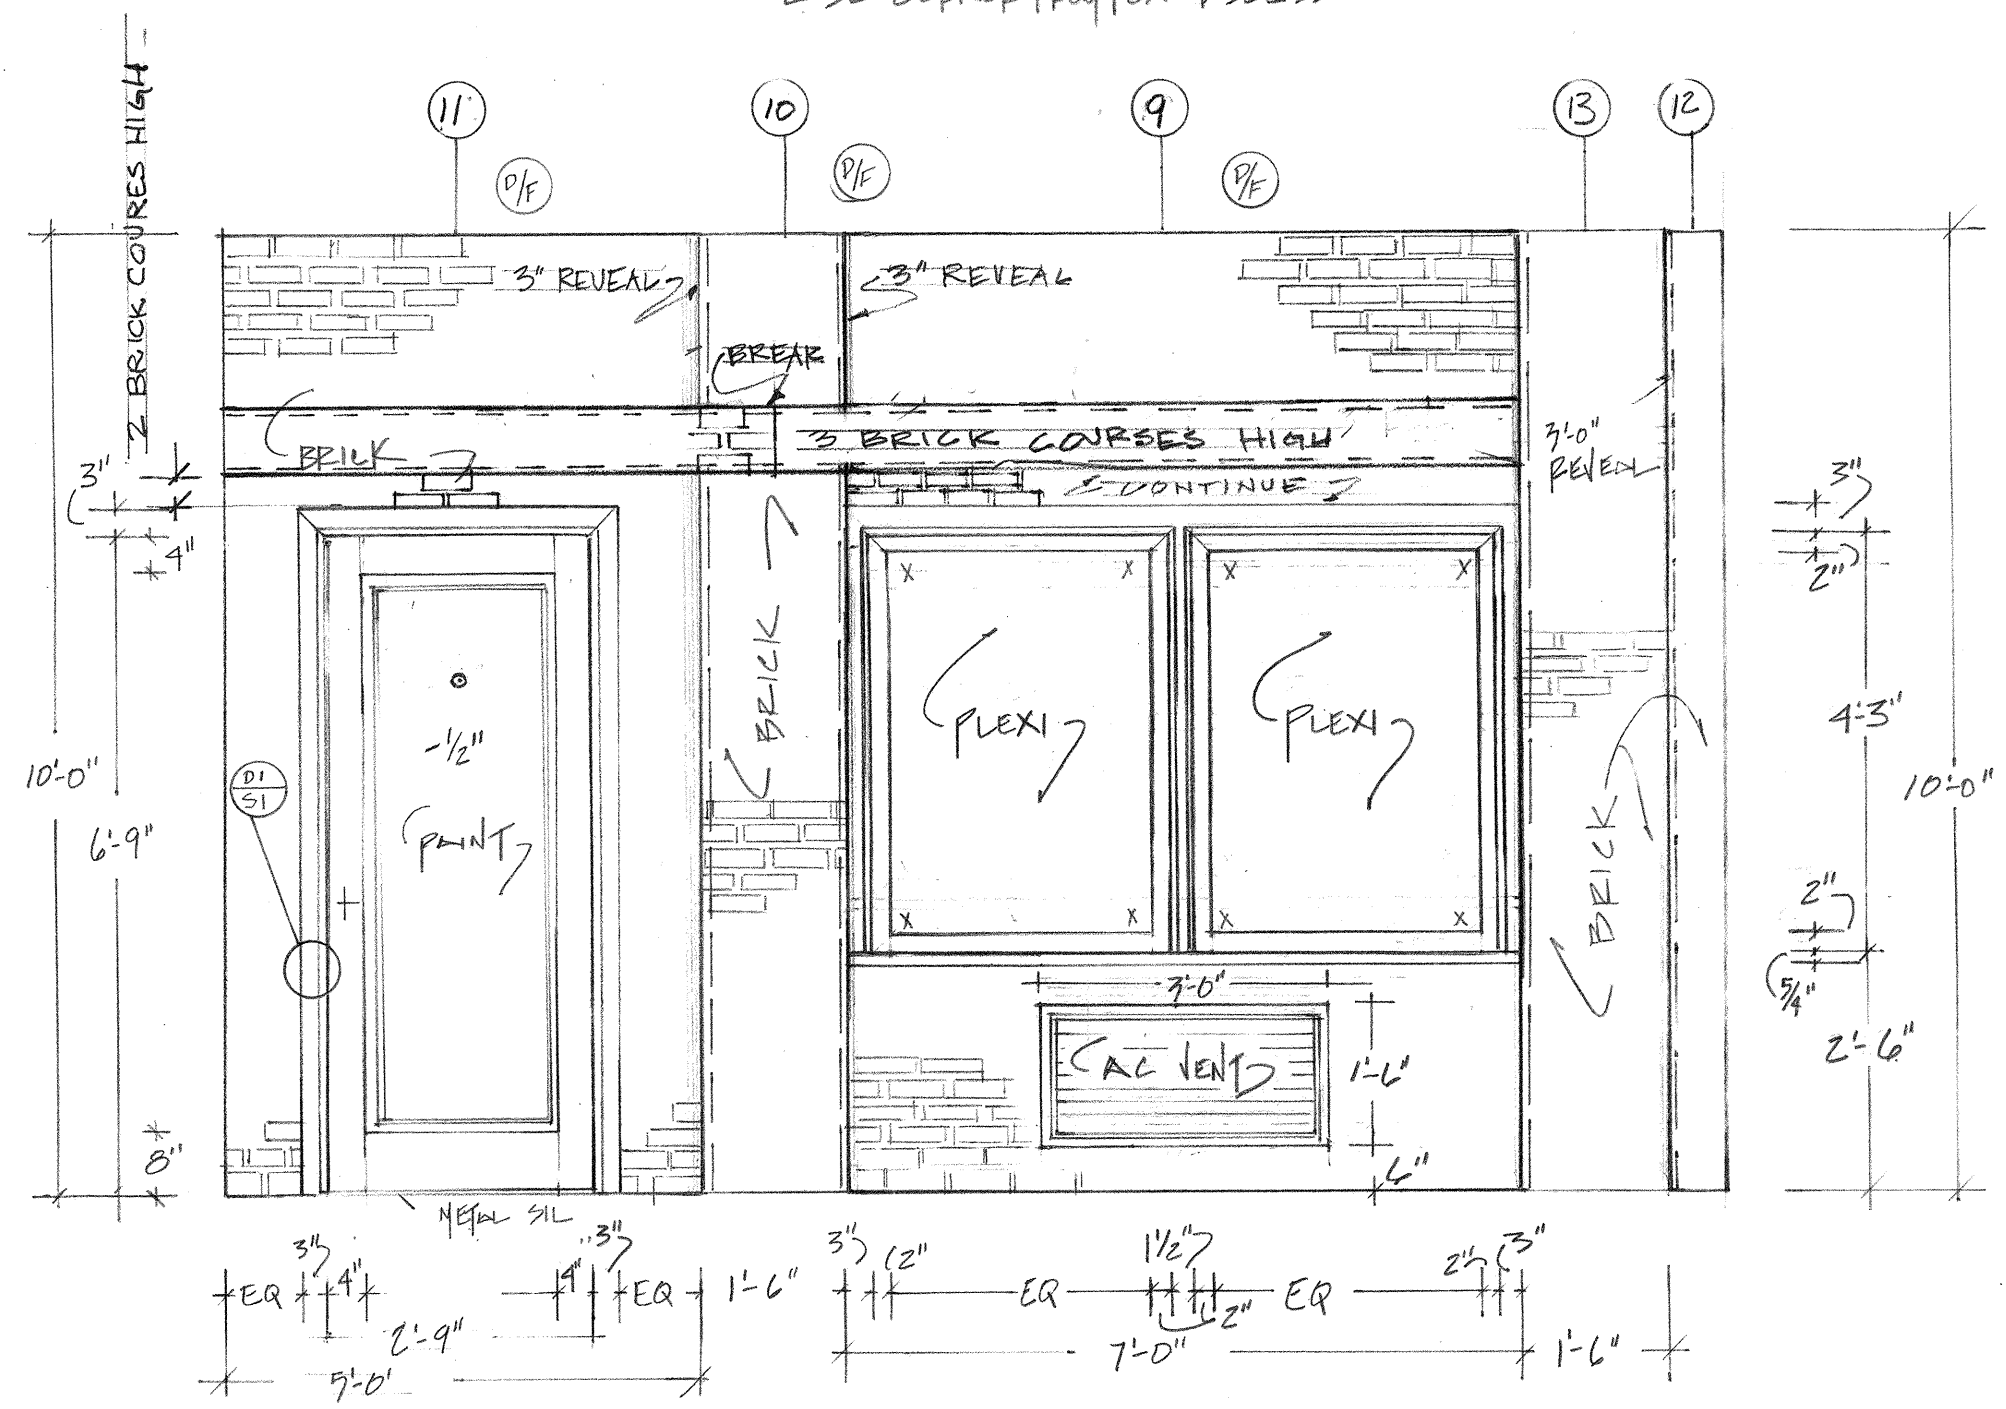 2 BRICK COURES HIGH
11
10
9
13
12
D/F
D/F
D/F
3" REVEAL
3" REVEAL
BREAK
BRICK
3 BRICK COURSES HIGH
CONTINUE
3'-0"
REVEAL
3"
4"
3"
2"
BRICK
-1/2"
PAINT
PLEXI
PLEXI
D1
S1
10'-0"
6'-9"
4'-3"
10'-0"
BRICK
2"
5/4"
3'-0"
AC VENT
1'-6"
2'-6"
8"
6"
METAL SIL
3"
4"
4"
3"
3"
2"
1 1/2"
2"
3"
EQ
EQ
1'-6"
EQ
EQ
2"
2'-9"
7'-0"
1'-6"
5'-0'